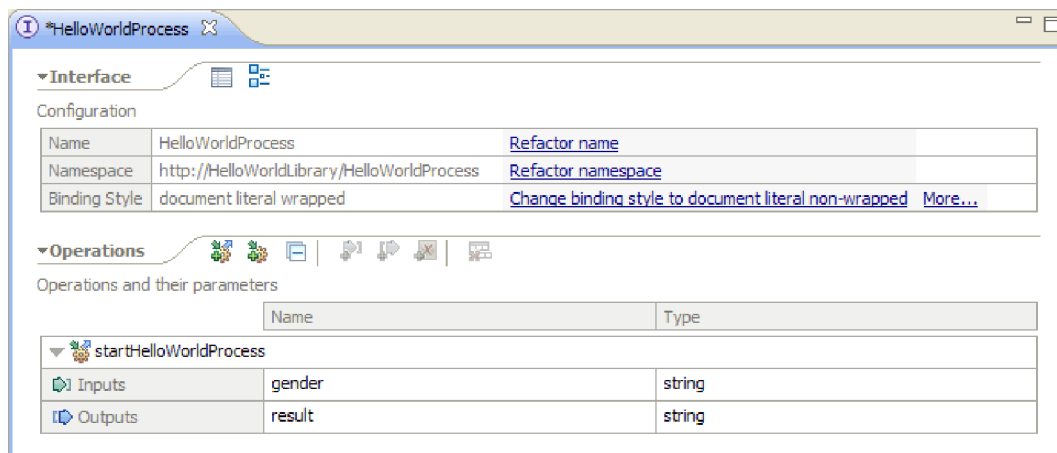 *HelloWorldProcess
Interface
Configuration
Name HelloWorldProcess Refactor name
Namespace http://HelloWorldLibrary/HelloWorldProcess Refactor namespace
Binding Style document literal wrapped Change binding style to document literal non-wrapped More...
Operations
Operations and their parameters
Name Type
startHelloWorldProcess
Inputs gender string
Outputs result string